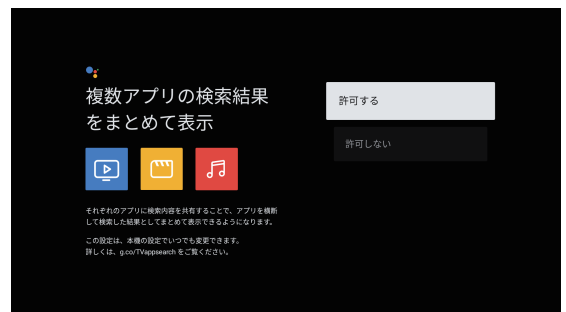 複数アプリの検索結果
をまとめて表示
それぞれのアプリに検索内容を共有することで、アプリを横断
して検索した結果としてまとめて表示できるようになります。
この設定は、本機の設定でいつでも変更できます。
詳しくは、g.co/TVappsearch をご覧ください。
許可する
許可しない